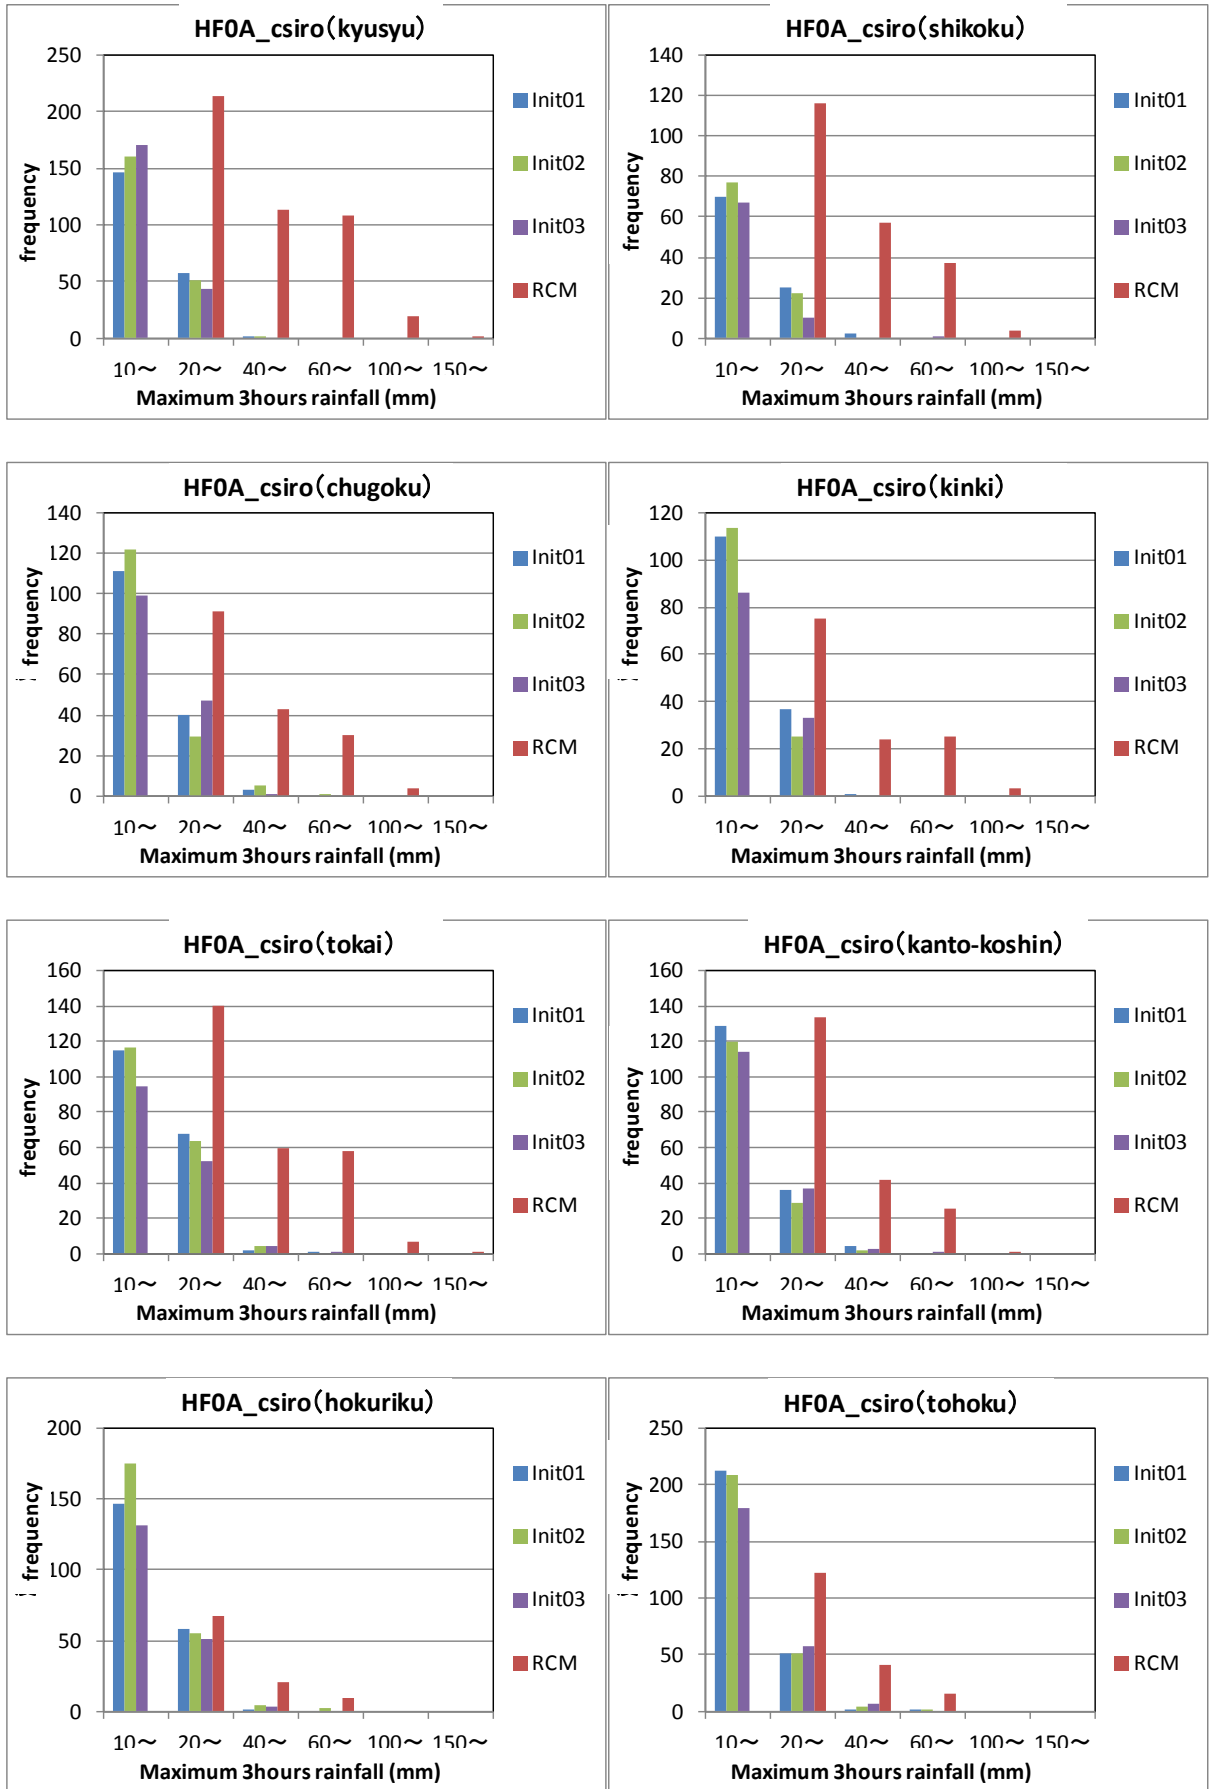 HF0A_csiro(kyusyu)
250
200
150
100
50
0
frequency
10～ 20～ 40～ 60～ 100～ 150～
Maximum 3hours rainfall (mm)
Init01
Init02
Init03
RCM
HF0A_csiro(shikoku)
140
120
100
80
60
40
20
0
frequency
10～ 20～ 40～ 60～ 100～ 150～
Maximum 3hours rainfall (mm)
Init01
Init02
Init03
RCM
HF0A_csiro(chugoku)
140
120
100
80
60
40
20
0
frequency
10～ 20～ 40～ 60～ 100～ 150～
Maximum 3hours rainfall (mm)
Init01
Init02
Init03
RCM
HF0A_csiro(kinki)
120
100
80
60
40
20
0
frequency
10～ 20～ 40～ 60～ 100～ 150～
Maximum 3hours rainfall (mm)
Init01
Init02
Init03
RCM
HF0A_csiro(tokai)
160
140
120
100
80
60
40
20
0
frequency
10～ 20～ 40～ 60～ 100～ 150～
Maximum 3hours rainfall (mm)
Init01
Init02
Init03
RCM
HF0A_csiro(kanto-koshin)
160
140
120
100
80
60
40
20
0
frequency
10～ 20～ 40～ 60～ 100～ 150～
Maximum 3hours rainfall (mm)
Init01
Init02
Init03
RCM
HF0A_csiro(hokuriku)
200
150
100
50
0
frequency
10～ 20～ 40～ 60～ 100～ 150～
Maximum 3hours rainfall (mm)
Init01
Init02
Init03
RCM
HF0A_csiro(tohoku)
250
200
150
100
50
0
frequency
10～ 20～ 40～ 60～ 100～ 150～
Maximum 3hours rainfall (mm)
Init01
Init02
Init03
RCM